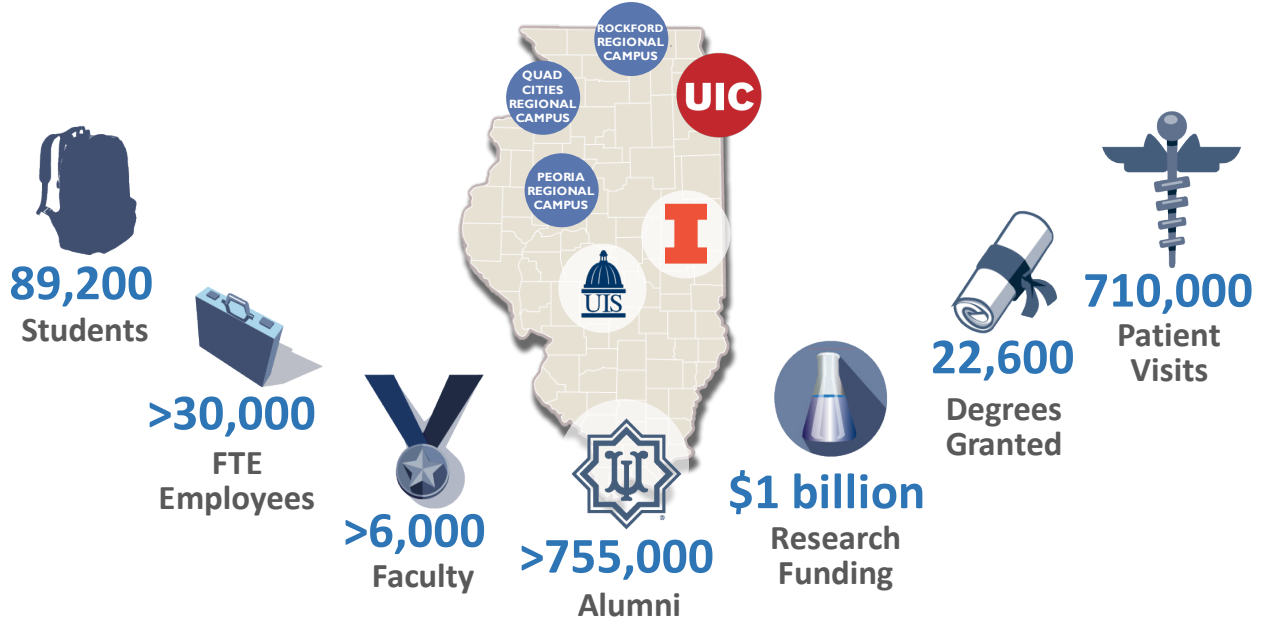 ROCKFORD
REGIONAL
CAMPUS
QUAD
CITIES
REGIONAL
CAMPUS
UIC
PEORIA
REGIONAL
CAMPUS
I
UIS
89,200
Students
>30,000
FTE
Employees
>6,000
Faculty
UI
®
>755,000
Alumni
$1 billion
Research
Funding
22,600
Degrees
Granted
710,000
Patient
Visits